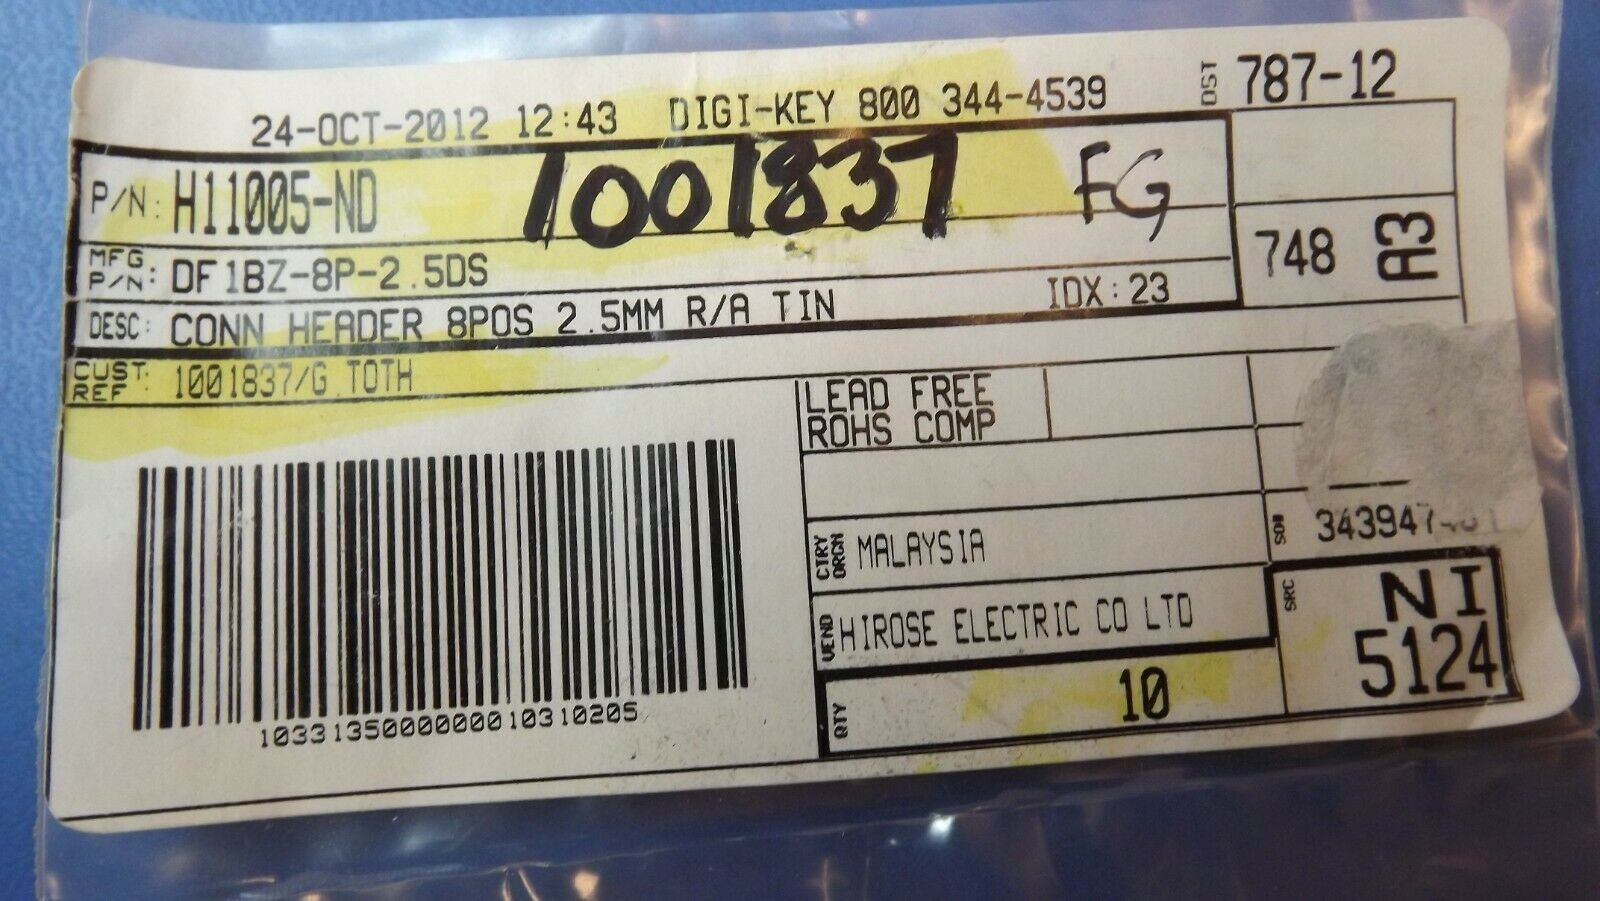 24-OCT-2012 12:43 DIGI-KEY 800 344-4539
DST 787-12
P/N: H11005-ND
1001837 FG
MFG P/N: DF1BZ-8P-2.5DS
748 A3
DESC: CONN HEADER 8POS 2.5MM R/A TIN IDX:23
CUST REF: 1001837/G TOTH
LEAD FREE
ROHS COMP
CTRY ORGN MALAYSIA
SO#
VEND HIROSE ELECTRIC CO LTD
SRC NI
5124
QTY 10
10331350000000010310205